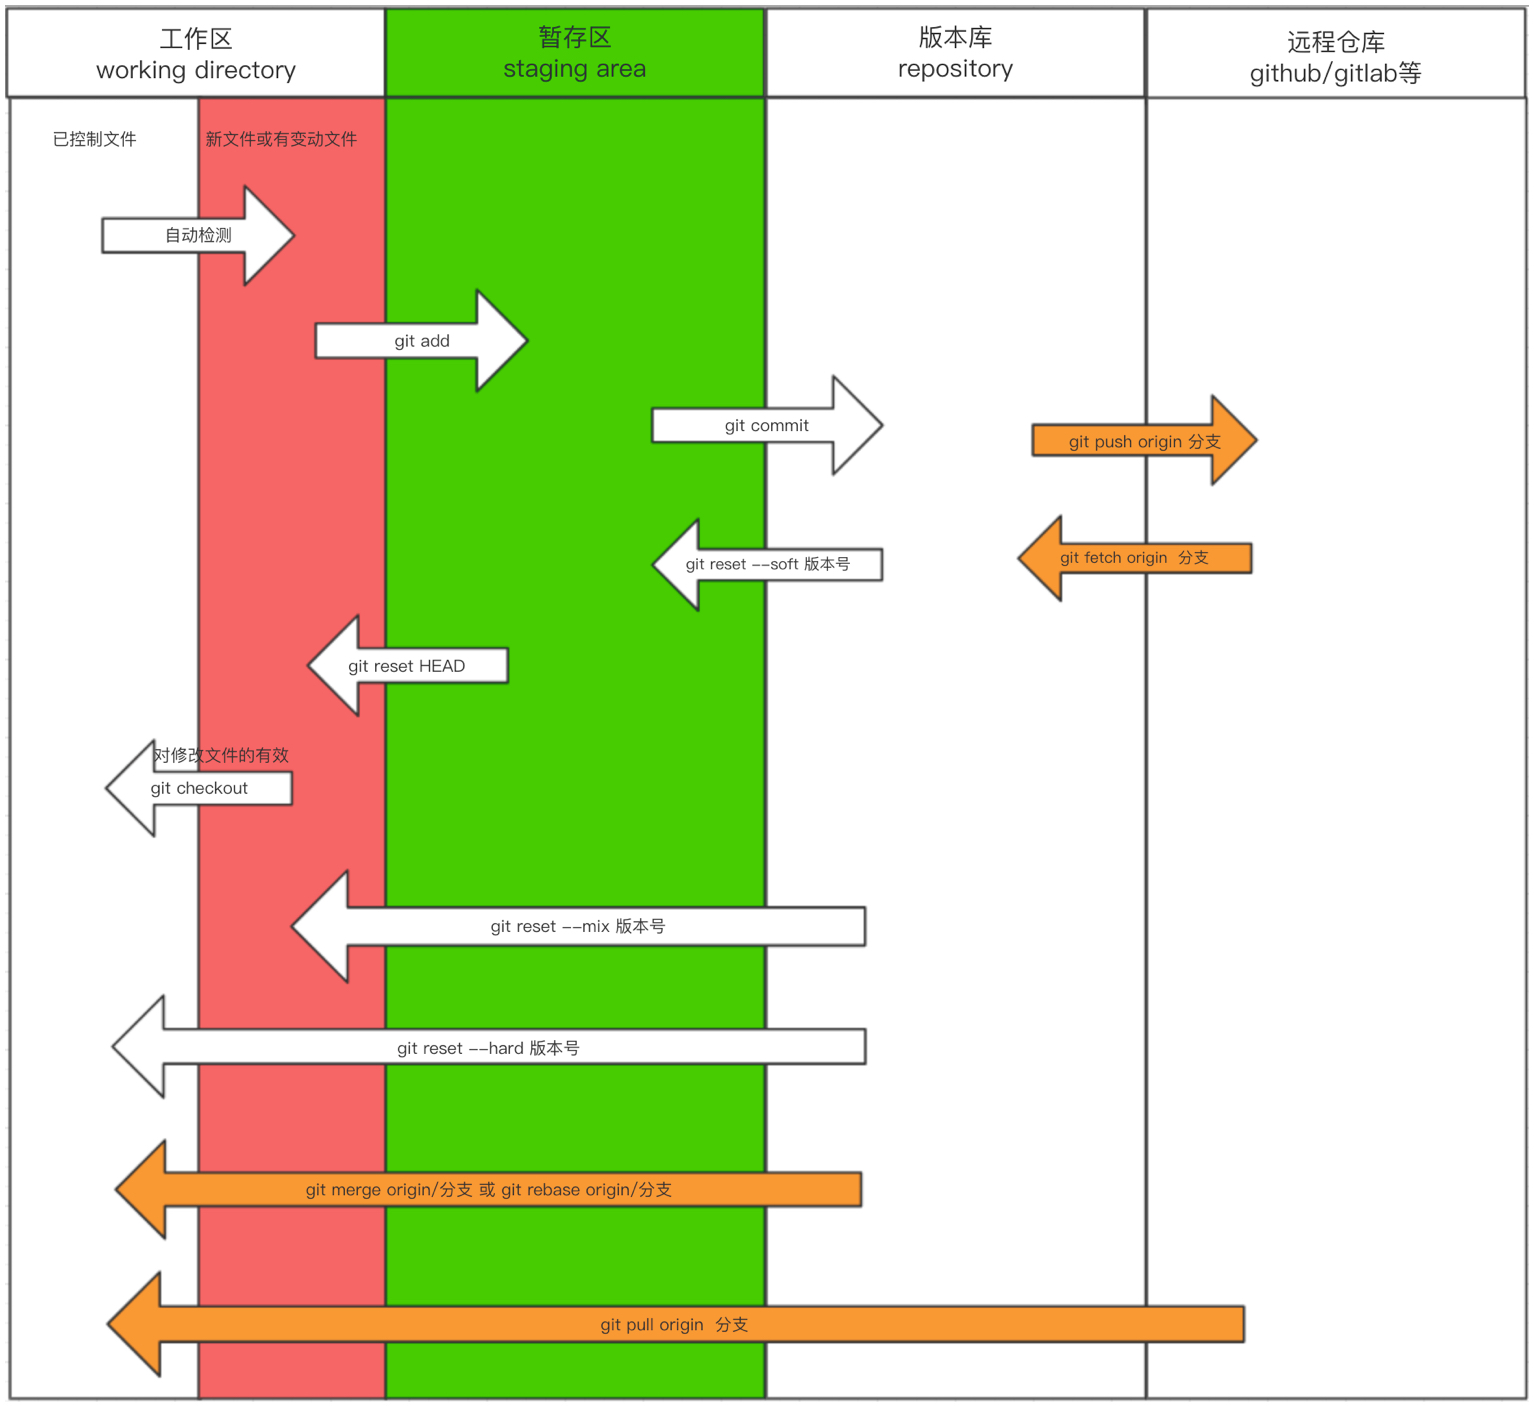 工作区
working directory
暂存区
staging area
版本库
repository
远程仓库
github/gitlab等
已控制文件
新文件或有变动文件
自动检测
git add
git commit
git push origin 分支
git reset --soft 版本号
git fetch origin 分支
git reset HEAD
对修改文件的有效
git checkout
git reset --mix 版本号
git reset --hard 版本号
git merge origin/分支 或 git rebase origin/分支
git pull origin 分支